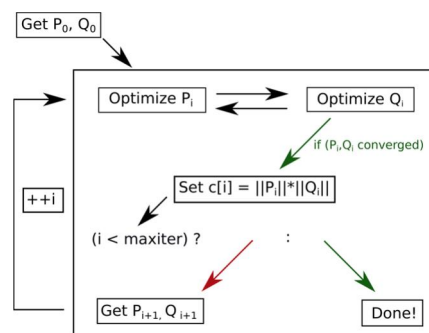 Get P₀, Q₀
Optimize Pᵢ
Optimize Qᵢ
if (Pᵢ,Qᵢ converged)
Set c[i] = ||Pᵢ||*||Qᵢ||
++i
(i < maxiter) ?
:
Get Pᵢ₊₁, Qᵢ₊₁
Done!